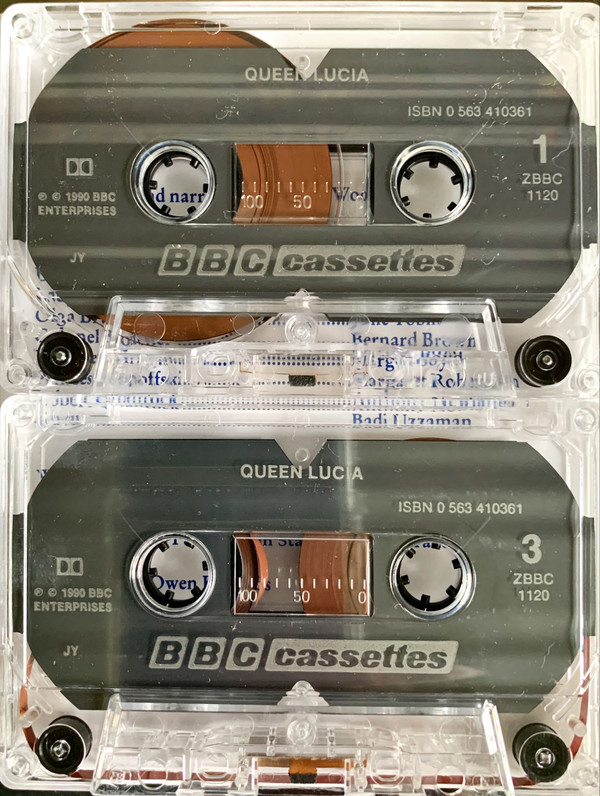 QUEEN LUCIA
ISBN 0 563 410361
1
ZBBC
1120
℗ © 1990 BBC
ENTERPRISES
d narr
100 50
JY
BBC cassettes
Bernard Brown
Badi Uzzaman
QUEEN LUCIA
ISBN 0 563 410361
3
ZBBC
1120
℗ © 1990 BBC
ENTERPRISES
Owen
100 50 0
JY
BBC cassettes